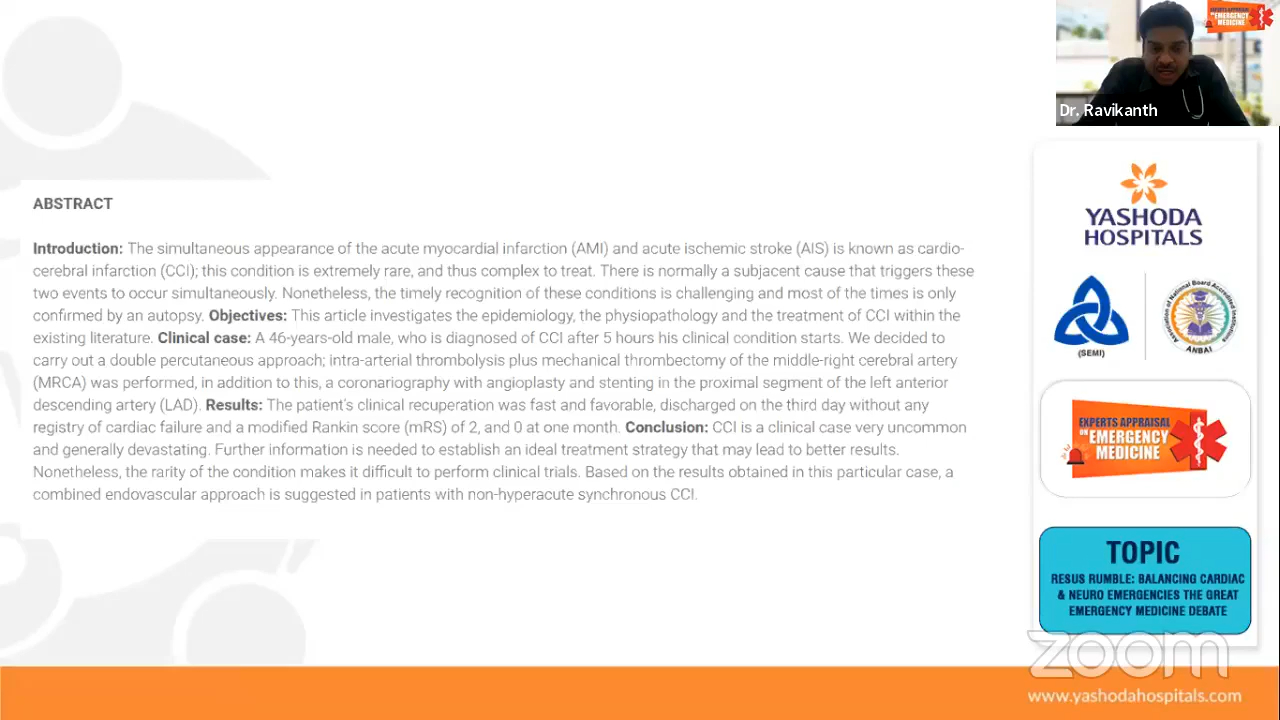 EXPERTS APPRAISAL
ON EMERGENCY
MEDICINE
Dr. Ravikanth
ABSTRACT
Introduction: The simultaneous appearance of the acute myocardial infarction (AMI) and acute ischemic stroke (AIS) is known as cardio-
cerebral infarction (CCI); this condition is extremely rare, and thus complex to treat. There is normally a subjacent cause that triggers these
two events to occur simultaneously. Nonetheless, the timely recognition of these conditions is challenging and most of the times is only
confirmed by an autopsy. Objectives: This article investigates the epidemiology, the physiopathology and the treatment of CCI within the
existing literature. Clinical case: A 46-years-old male, who is diagnosed of CCI after 5 hours his clinical condition starts. We decided to
carry out a double percutaneous approach; intra-arterial thrombolysis plus mechanical thrombectomy of the middle-right cerebral artery
(MRCA) was performed, in addition to this, a coronariography with angioplasty and stenting in the proximal segment of the left anterior
descending artery (LAD). Results: The patient's clinical recuperation was fast and favorable, discharged on the third day without any
registry of cardiac failure and a modified Rankin score (mRS) of 2, and 0 at one month. Conclusion: CCI is a clinical case very uncommon
and generally devastating. Further information is needed to establish an ideal treatment strategy that may lead to better results.
Nonetheless, the rarity of the condition makes it difficult to perform clinical trials. Based on the results obtained in this particular case, a
combined endovascular approach is suggested in patients with non-hyperacute synchronous CCI.
YASHODA
HOSPITALS
(SEMI)
Association of National Board Accredited Institutions
ANBAI
EXPERTS APPRAISAL
ON EMERGENCY
MEDICINE
TOPIC
RESUS RUMBLE: BALANCING CARDIAC
& NEURO EMERGENCIES THE GREAT
EMERGENCY MEDICINE DEBATE
zoom
www.yashodahospitals.com